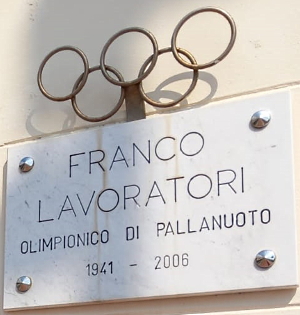 FRANCO
LAVORATORI
OLIMPIONICO DI PALLANUOTO
1941 - 2006